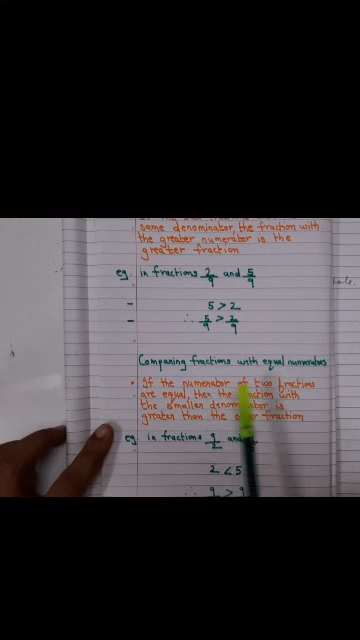 same denominator, the fraction with
the greater numerator is the
greater fraction
eg in fractions 2/9 and 5/9
- 5 > 2
- ∴ 5/9 > 2/9
Comparing fractions with equal numerators
• If the numerator of two fractions
are equal, then the fraction with
the smaller denominator is
greater than the other fraction
eg in fractions 9/2 and
2 < 5
∴ 9 > 9